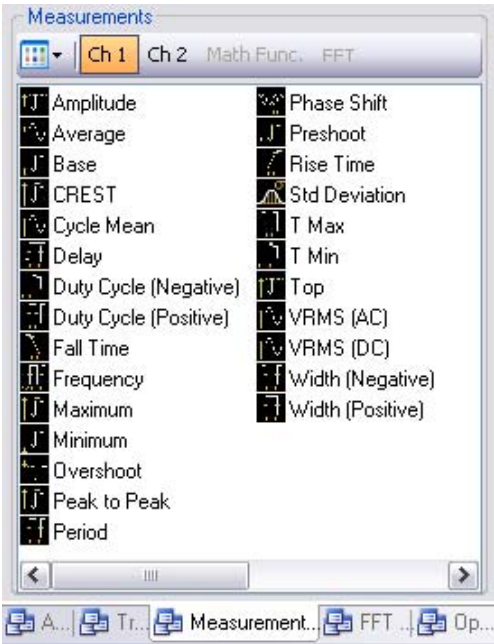 Measurements
Ch 1 Ch 2 Math Func. FFT
Amplitude
Average
Base
CREST
Cycle Mean
Delay
Duty Cycle (Negative)
Duty Cycle (Positive)
Fall Time
Frequency
Maximum
Minimum
Overshoot
Peak to Peak
Period
Phase Shift
Preshoot
Rise Time
Std Deviation
T Max
T Min
Top
VRMS (AC)
VRMS (DC)
Width (Negative)
Width (Positive)
A... Tr... Measurement... FFT ... Op...